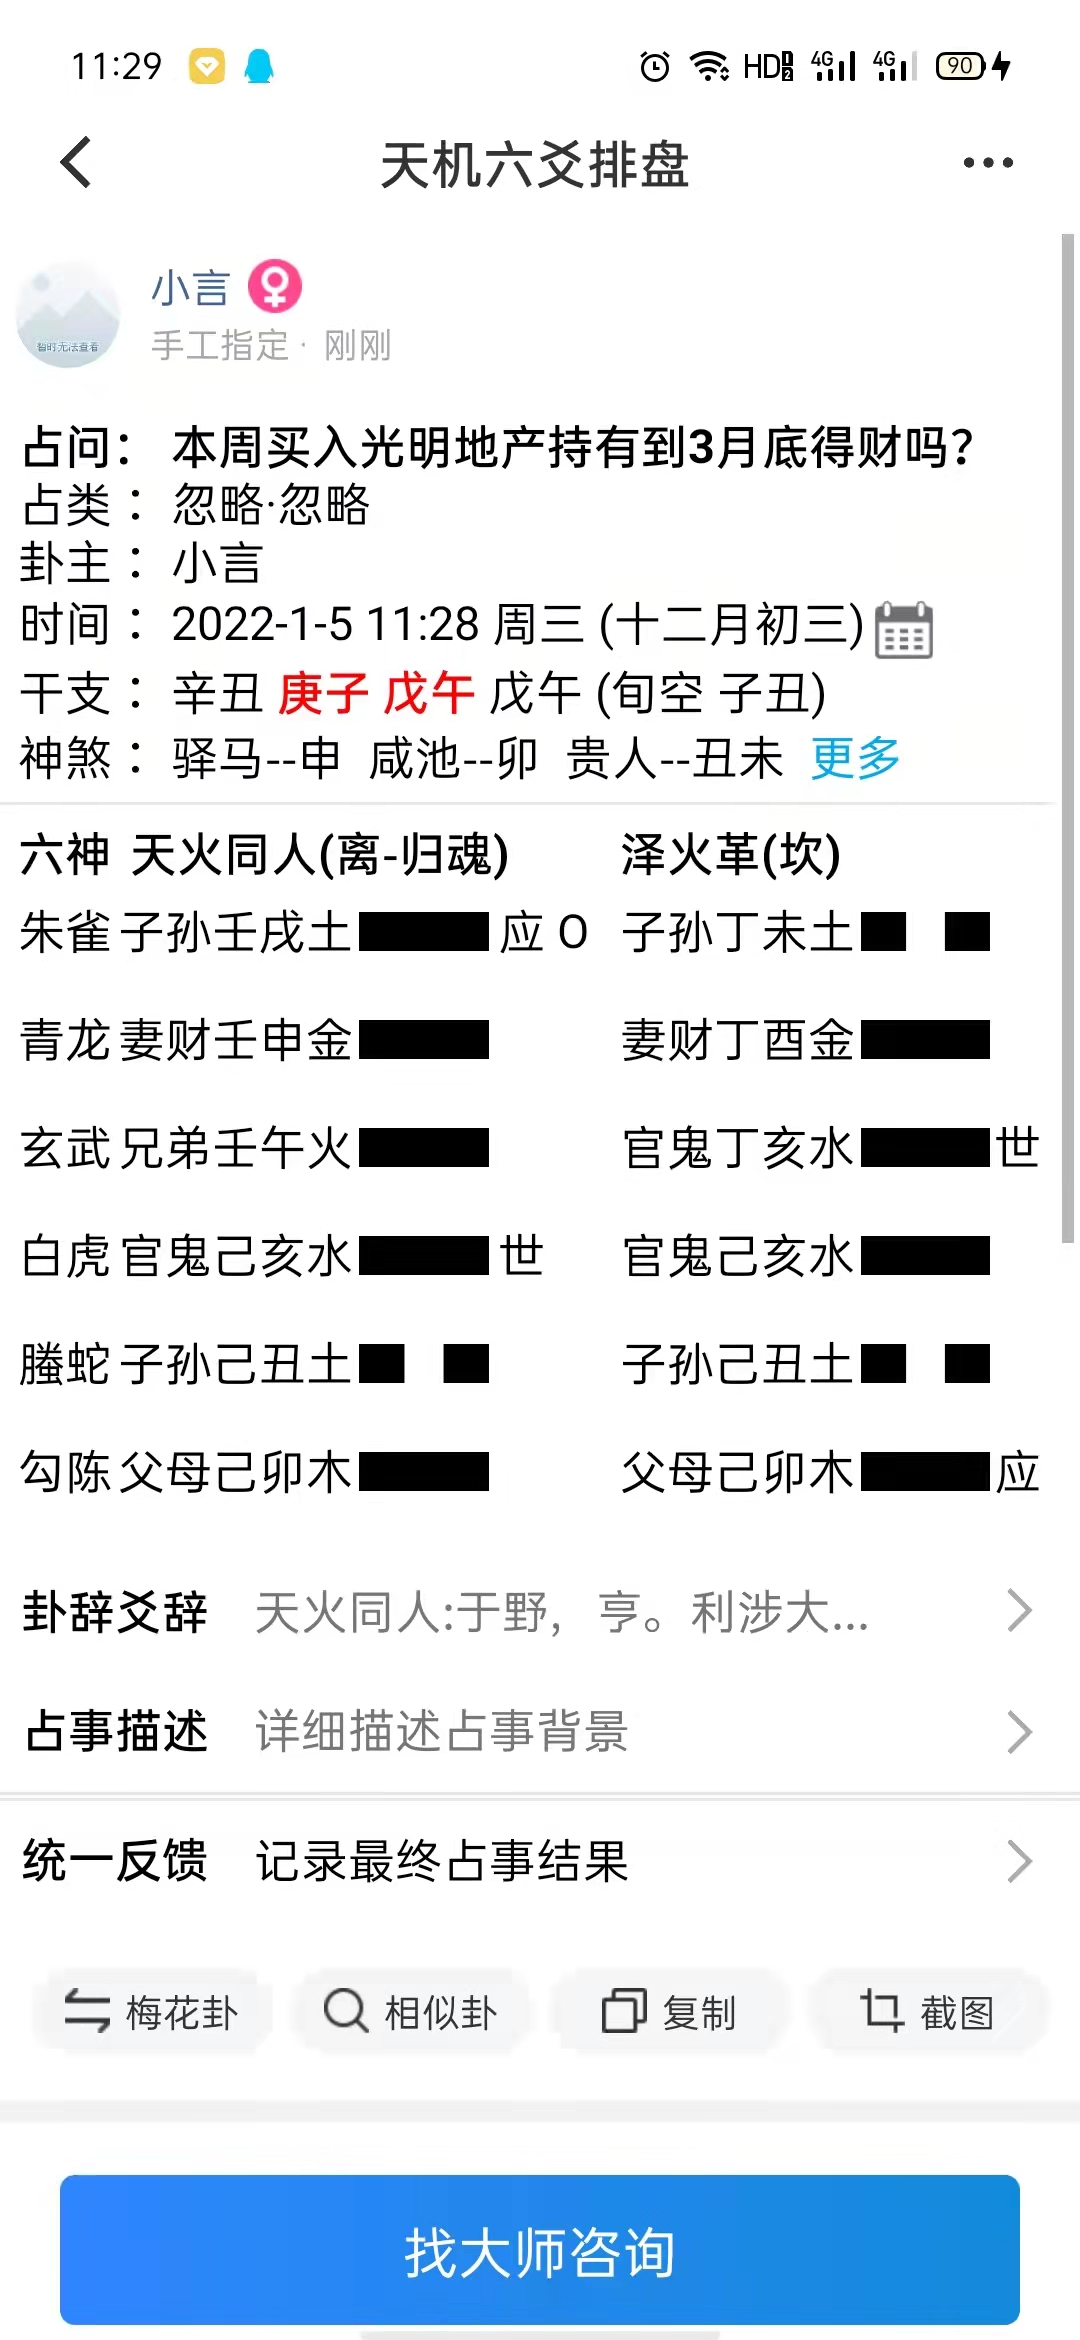 11:29 HD 1 2 4G 4G 90
天机六爻排盘
小言
暂时无法查看
手工指定 · 刚刚
占问： 本周买入光明地产持有到3月底得财吗？
占类： 忽略·忽略
卦主： 小言
时间： 2022-1-5 11:28 周三 (十二月初三)
干支： 辛丑 庚子 戊午 戊午 (旬空 子丑)
神煞： 驿马--申 咸池--卯 贵人--丑未 更多
六神 天火同人(离-归魂) 泽火革(坎)
朱雀 子孙壬戌土 应 O 子孙丁未土
青龙 妻财壬申金 妻财丁酉金
玄武 兄弟壬午火 官鬼丁亥水 世
白虎 官鬼己亥水 世 官鬼己亥水
螣蛇 子孙己丑土 子孙己丑土
勾陈 父母己卯木 父母己卯木 应
卦辞爻辞 天火同人:于野，亨。利涉大...
占事描述 详细描述占事背景
统一反馈 记录最终占事结果
梅花卦 相似卦 复制 截图
找大师咨询